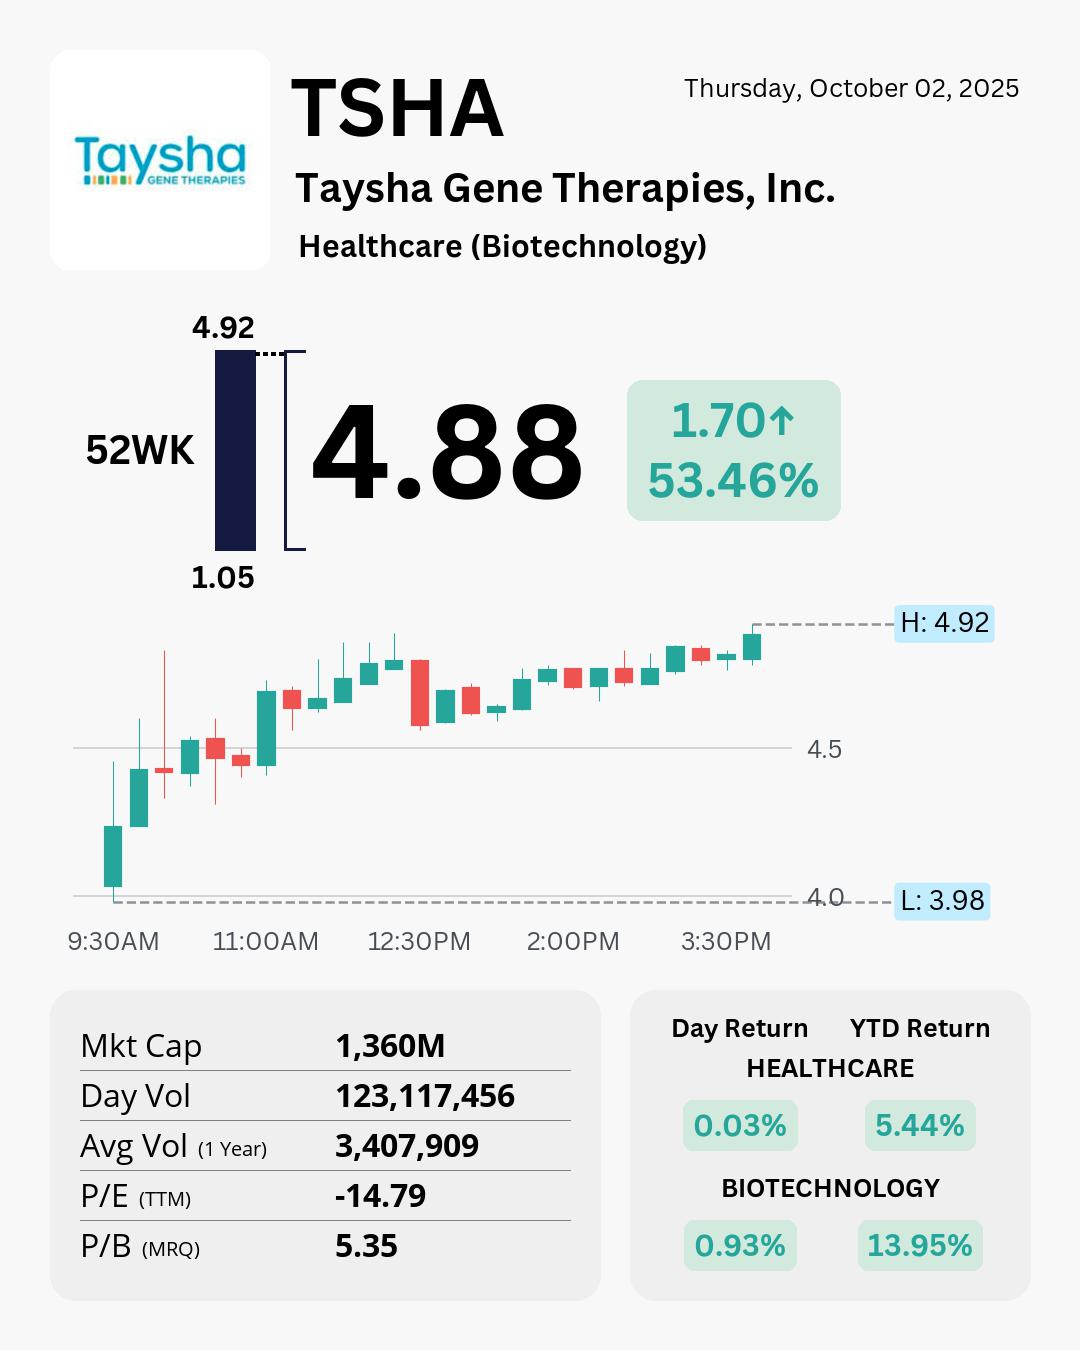 Taysha
GENE THERAPIES
TSHA
Thursday, October 02, 2025
Taysha Gene Therapies, Inc.
Healthcare (Biotechnology)
4.92
52WK
4.88
1.70↑
53.46%
1.05
H: 4.92
4.5
4.0
L: 3.98
9:30AM 11:00AM 12:30PM 2:00PM 3:30PM
Mkt Cap 1,360M
Day Vol 123,117,456
Avg Vol (1 Year) 3,407,909
P/E (TTM) -14.79
P/B (MRQ) 5.35
Day Return YTD Return
HEALTHCARE
0.03% 5.44%
BIOTECHNOLOGY
0.93% 13.95%